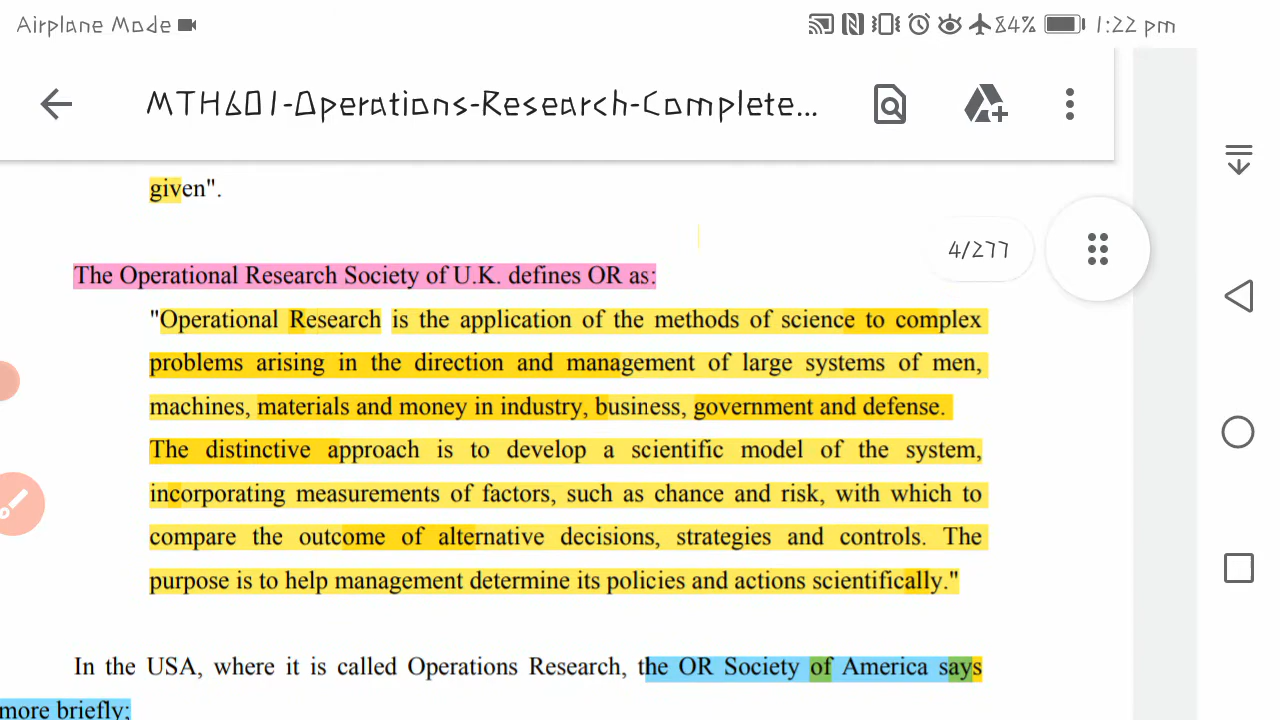 Airplane Mode 84% 1:22 pm
MTH601-Operations-Research-Complete...
given".
4/277
The Operational Research Society of U.K. defines OR as:
"Operational Research is the application of the methods of science to complex
problems arising in the direction and management of large systems of men,
machines, materials and money in industry, business, government and defense.
The distinctive approach is to develop a scientific model of the system,
incorporating measurements of factors, such as chance and risk, with which to
compare the outcome of alternative decisions, strategies and controls. The
purpose is to help management determine its policies and actions scientifically."
In the USA, where it is called Operations Research, the OR Society of America says
more briefly;